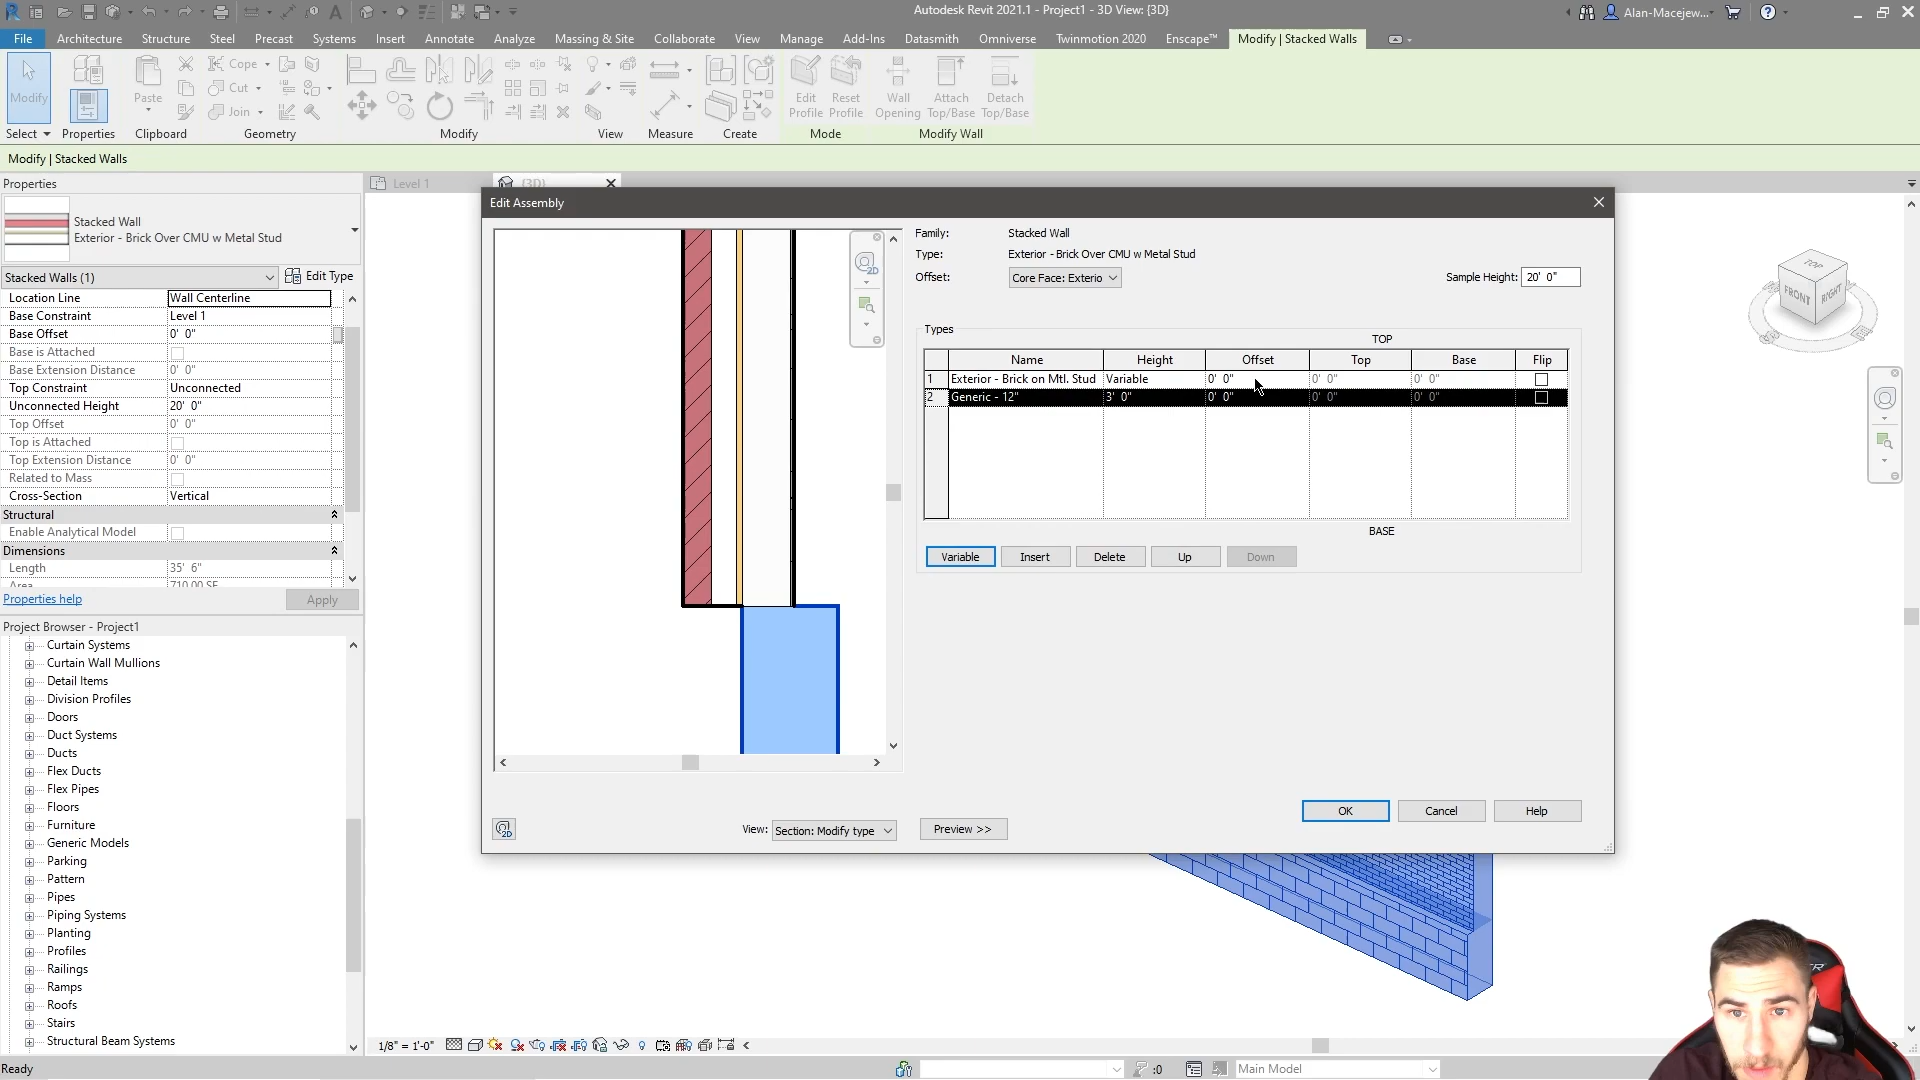 Autodesk Revit 2021.1 - Project1 - 3D View: {3D}
Alan-Macejew...
File Architecture Structure Steel Precast Systems Insert Annotate Analyze Massing & Site Collaborate View Manage Add-Ins Datasmith Omniverse Twinmotion 2020 Enscape™ Modify | Stacked Walls
Modify
Paste
Cope
Cut
Join
Edit Profile
Reset Profile
Wall Opening
Attach Top/Base
Detach Top/Base
Select Properties Clipboard Geometry Modify View Measure Create Mode Modify Wall
Modify | Stacked Walls
Properties
Stacked Wall
Exterior - Brick Over CMU w Metal Stud
Stacked Walls (1) Edit Type
Location Line Wall Centerline
Base Constraint Level 1
Base Offset 0' 0"
Base is Attached
Base Extension Distance 0' 0"
Top Constraint Unconnected
Unconnected Height 20' 0"
Top Offset 0' 0"
Top is Attached
Top Extension Distance 0' 0"
Related to Mass
Cross-Section Vertical
Structural
Enable Analytical Model
Dimensions
Length 35' 6"
Area 710.00 SF
Properties help Apply
Project Browser - Project1
Curtain Systems
Curtain Wall Mullions
Detail Items
Division Profiles
Doors
Duct Systems
Ducts
Flex Ducts
Flex Pipes
Floors
Furniture
Generic Models
Parking
Pattern
Pipes
Piping Systems
Planting
Profiles
Railings
Ramps
Roofs
Stairs
Structural Beam Systems
Ready
Level 1 {3D}
Edit Assembly
Family: Stacked Wall
Type: Exterior - Brick Over CMU w Metal Stud
Offset: Core Face: Exterio
Sample Height: 20' 0"
Types
TOP
Name Height Offset Top Base Flip
1 Exterior - Brick on Mtl. Stud Variable 0' 0" 0' 0" 0' 0"
2 Generic - 12" 3' 0" 0' 0" 0' 0" 0' 0"
BASE
Variable Insert Delete Up Down
OK Cancel Help
View: Section: Modify type Preview >>
2D
2D
TOP
FRONT
RIGHT
1/8" = 1'-0"
:0
Main Model